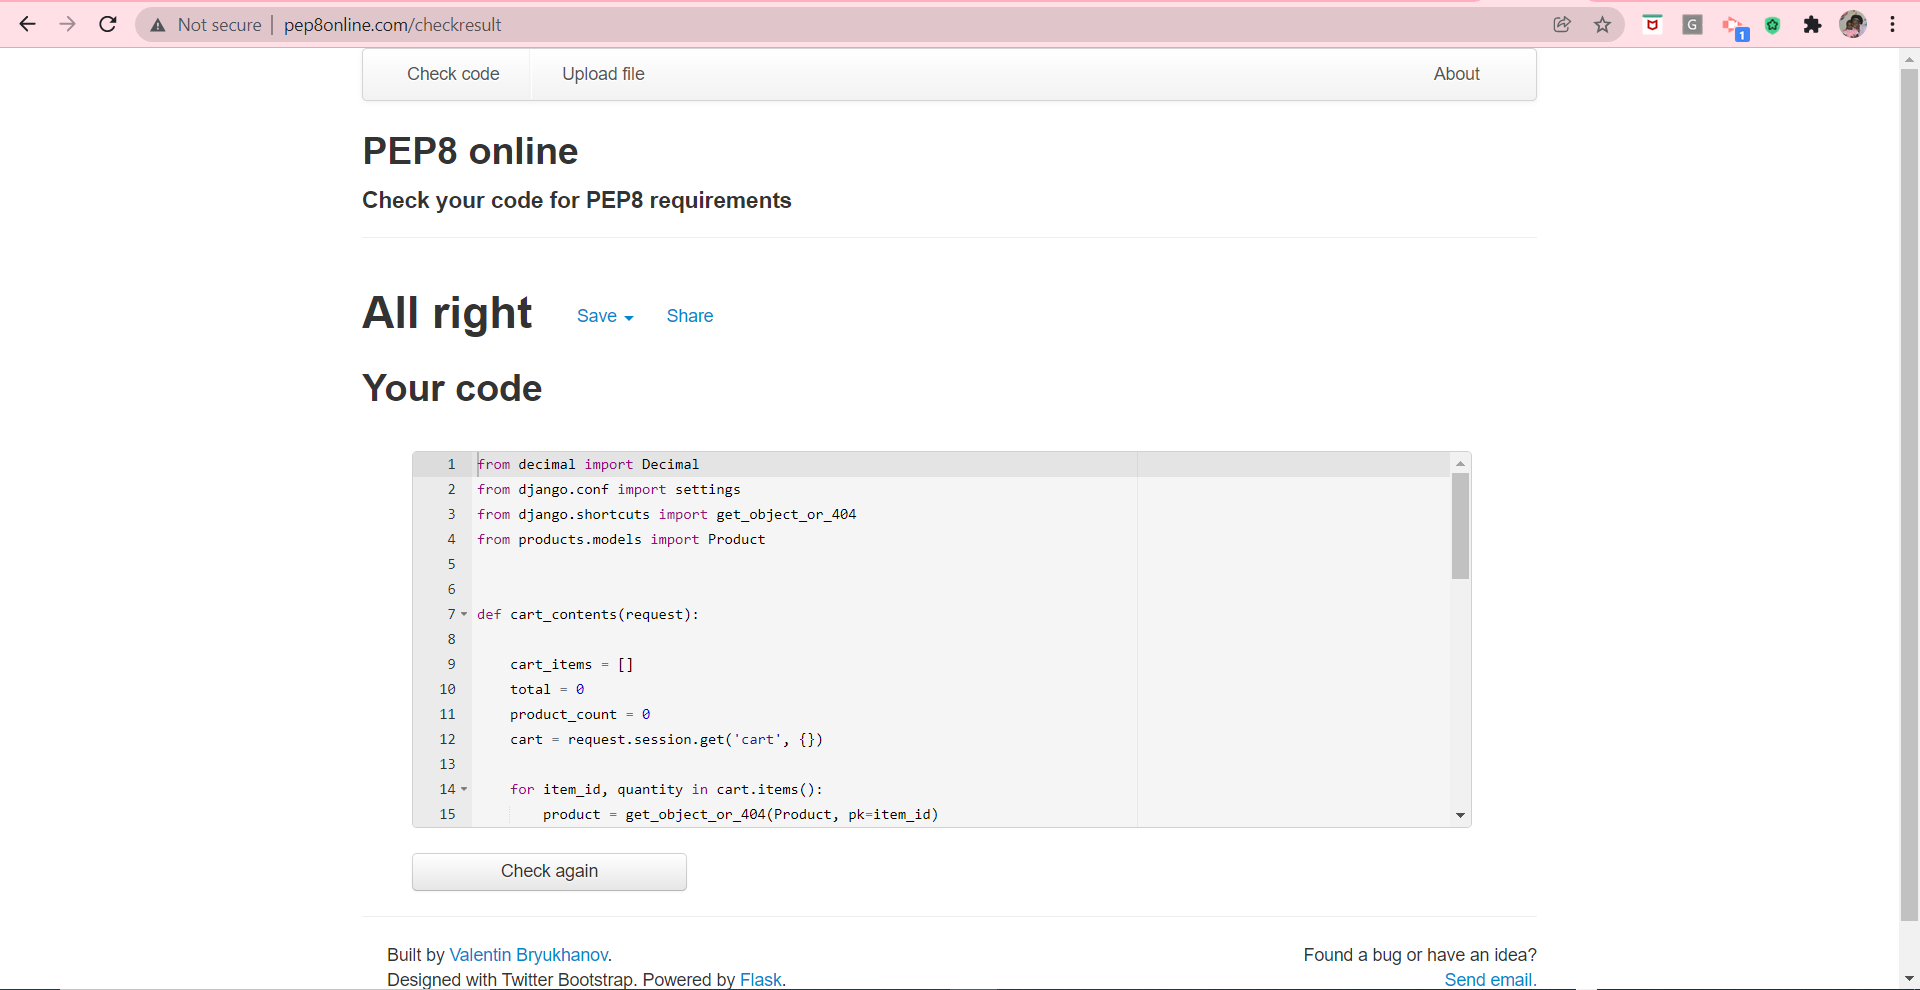 Not secure | pep8online.com/checkresult
G
1
Check code Upload file About
PEP8 online
Check your code for PEP8 requirements
All right Save Share
Your code
1 from decimal import Decimal
2 from django.conf import settings
3 from django.shortcuts import get_object_or_404
4 from products.models import Product
5
6
7 def cart_contents(request):
8
9 cart_items = []
10 total = 0
11 product_count = 0
12 cart = request.session.get('cart', {})
13
14 for item_id, quantity in cart.items():
15 product = get_object_or_404(Product, pk=item_id)
Check again
Built by Valentin Bryukhanov. Found a bug or have an idea?
Designed with Twitter Bootstrap. Powered by Flask. Send email.